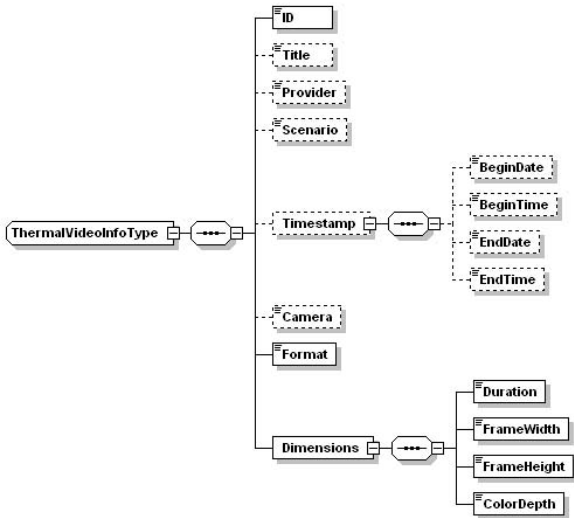 ID
Title
Provider
Scenario
ThermalVideoInfoType
Timestamp
BeginDate
BeginTime
EndDate
EndTime
Camera
Format
Dimensions
Duration
FrameWidth
FrameHeight
ColorDepth